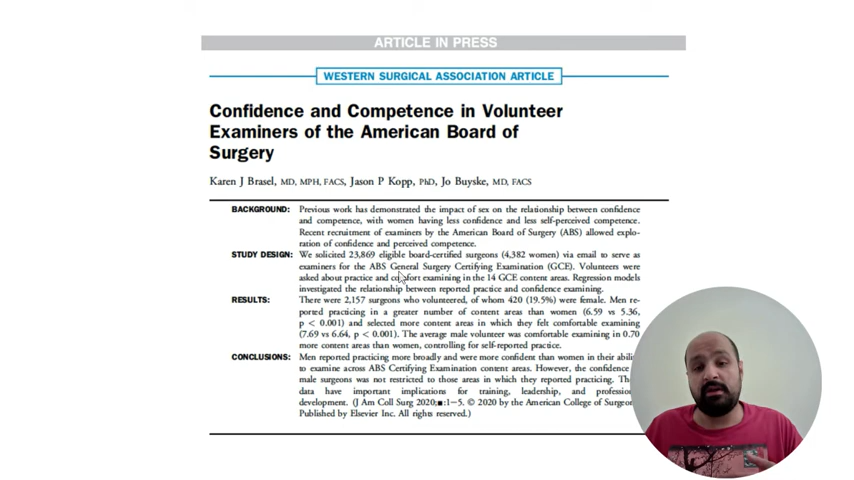 ARTICLE IN PRESS
WESTERN SURGICAL ASSOCIATION ARTICLE
Confidence and Competence in Volunteer
Examiners of the American Board of
Surgery
Karen J Brasel, MD, MPH, FACS, Jason P Kopp, PhD, Jo Buyske, MD, FACS
BACKGROUND: Previous work has demonstrated the impact of sex on the relationship between confidence
and competence, with women having less confidence and less self-perceived competence.
Recent recruitment of examiners by the American Board of Surgery (ABS) allowed explo-
ration of confidence and perceived competence.
STUDY DESIGN: We solicited 23,869 eligible board-certified surgeons (4,382 women) via email to serve as
examiners for the ABS General Surgery Certifying Examination (GCE). Volunteers were
asked about practice and comfort examining in the 14 GCE content areas. Regression models
investigated the relationship between reported practice and confidence examining.
RESULTS: There were 2,157 surgeons who volunteered, of whom 420 (19.5%) were female. Men re-
ported practicing in a greater number of content areas than women (6.59 vs 5.36,
p < 0.001) and selected more content areas in which they felt comfortable examining
(7.69 vs 6.64, p < 0.001). The average male volunteer was comfortable examining in 0.70
more content areas than women, controlling for self-reported practice.
CONCLUSIONS: Men reported practicing more broadly and were more confident than women in their abili
to examine across ABS Certifying Examination content areas. However, the confidence
male surgeons was not restricted to those areas in which they reported practicing. The
data have important implications for training, leadership, and profession
development. (J Am Coll Surg 2020;■:1–5. © 2020 by the American College of Surgeon
Published by Elsevier Inc. All rights reserved.)